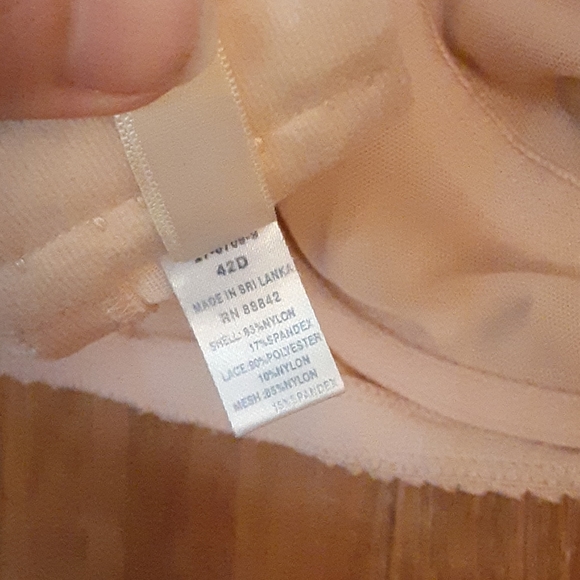 42D
MADE IN SRI LANKA
RN 88842
SHELL: 83%NYLON
17%SPANDEX
LACE:90%POLYESTER
10%NYLON
MESH:85%NYLON
15%SPANDEX